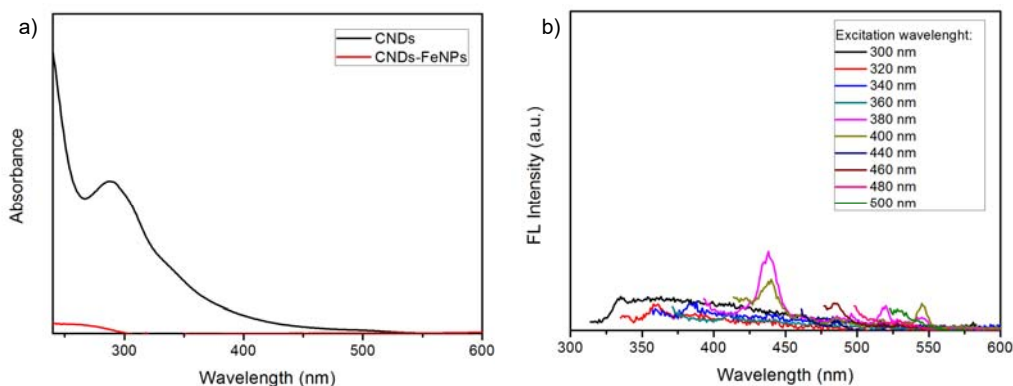 a)
CNDs
CNDs-FeNPs
Absorbance
300
400
500
600
Wavelength (nm)
b)
Excitation wavelenght:
300 nm
320 nm
340 nm
360 nm
380 nm
400 nm
440 nm
460 nm
480 nm
500 nm
FL Intensity (a.u.)
300
350
400
450
500
550
600
Wavelength (nm)